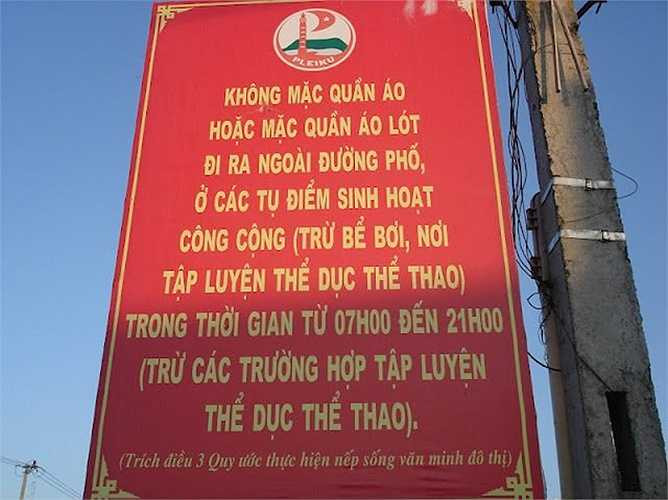 PLEIKU
KHÔNG MẶC QUẦN ÁO
HOẶC MẶC QUẦN ÁO LÓT
ĐI RA NGOÀI ĐƯỜNG PHỐ,
Ở CÁC TỤ ĐIỂM SINH HOẠT
CÔNG CỘNG (TRỪ BỂ BƠI, NƠI
TẬP LUYỆN THỂ DỤC THỂ THAO)
TRONG THỜI GIAN TỪ 07H00 ĐẾN 21H00
(TRỪ CÁC TRƯỜNG HỢP TẬP LUYỆN
THỂ DỤC THỂ THAO).
(Trích điều 3 Quy ước thực hiện nếp sống văn minh đô thị)